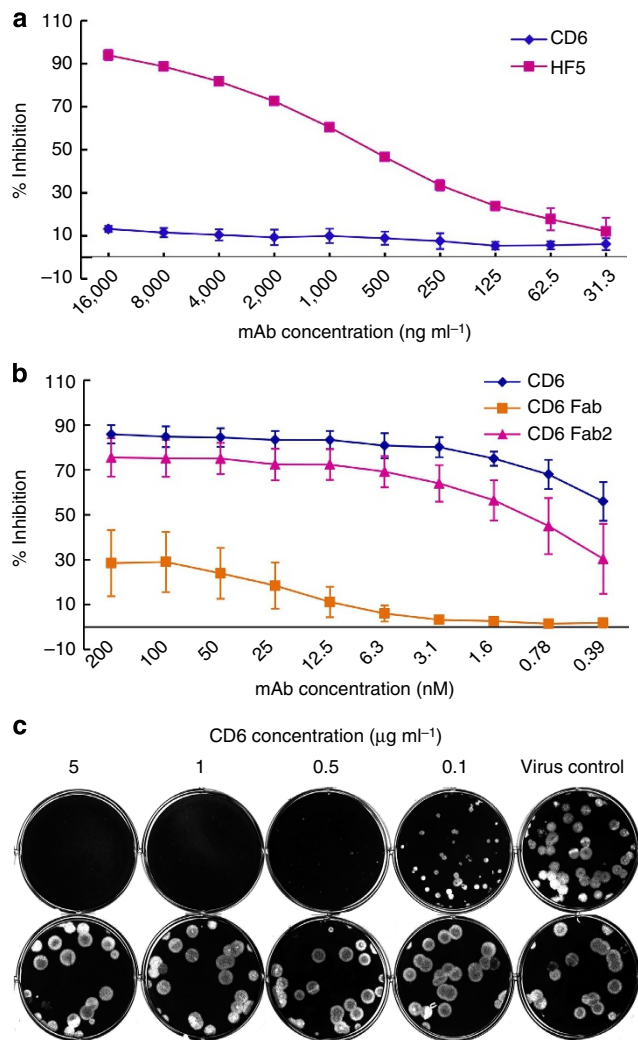 a
110
90
70
50
30
10
−10
% Inhibition
CD6
HF5
16,000
8,000
4,000
2,000
1,000
500
250
125
62.5
31.3
mAb concentration (ng ml⁻¹)
b
110
90
70
50
30
10
−10
% Inhibition
CD6
CD6 Fab
CD6 Fab2
200
100
50
25
12.5
6.3
3.1
1.6
0.78
0.39
mAb concentration (nM)
c
CD6 concentration (μg ml⁻¹)
5 1 0.5 0.1 Virus control